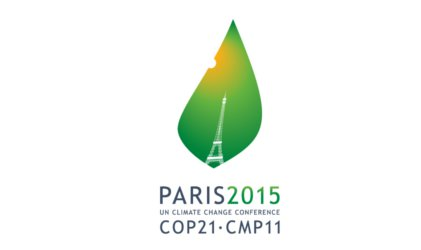 PARIS2015
UN CLIMATE CHANGE CONFERENCE
COP21·CMP11